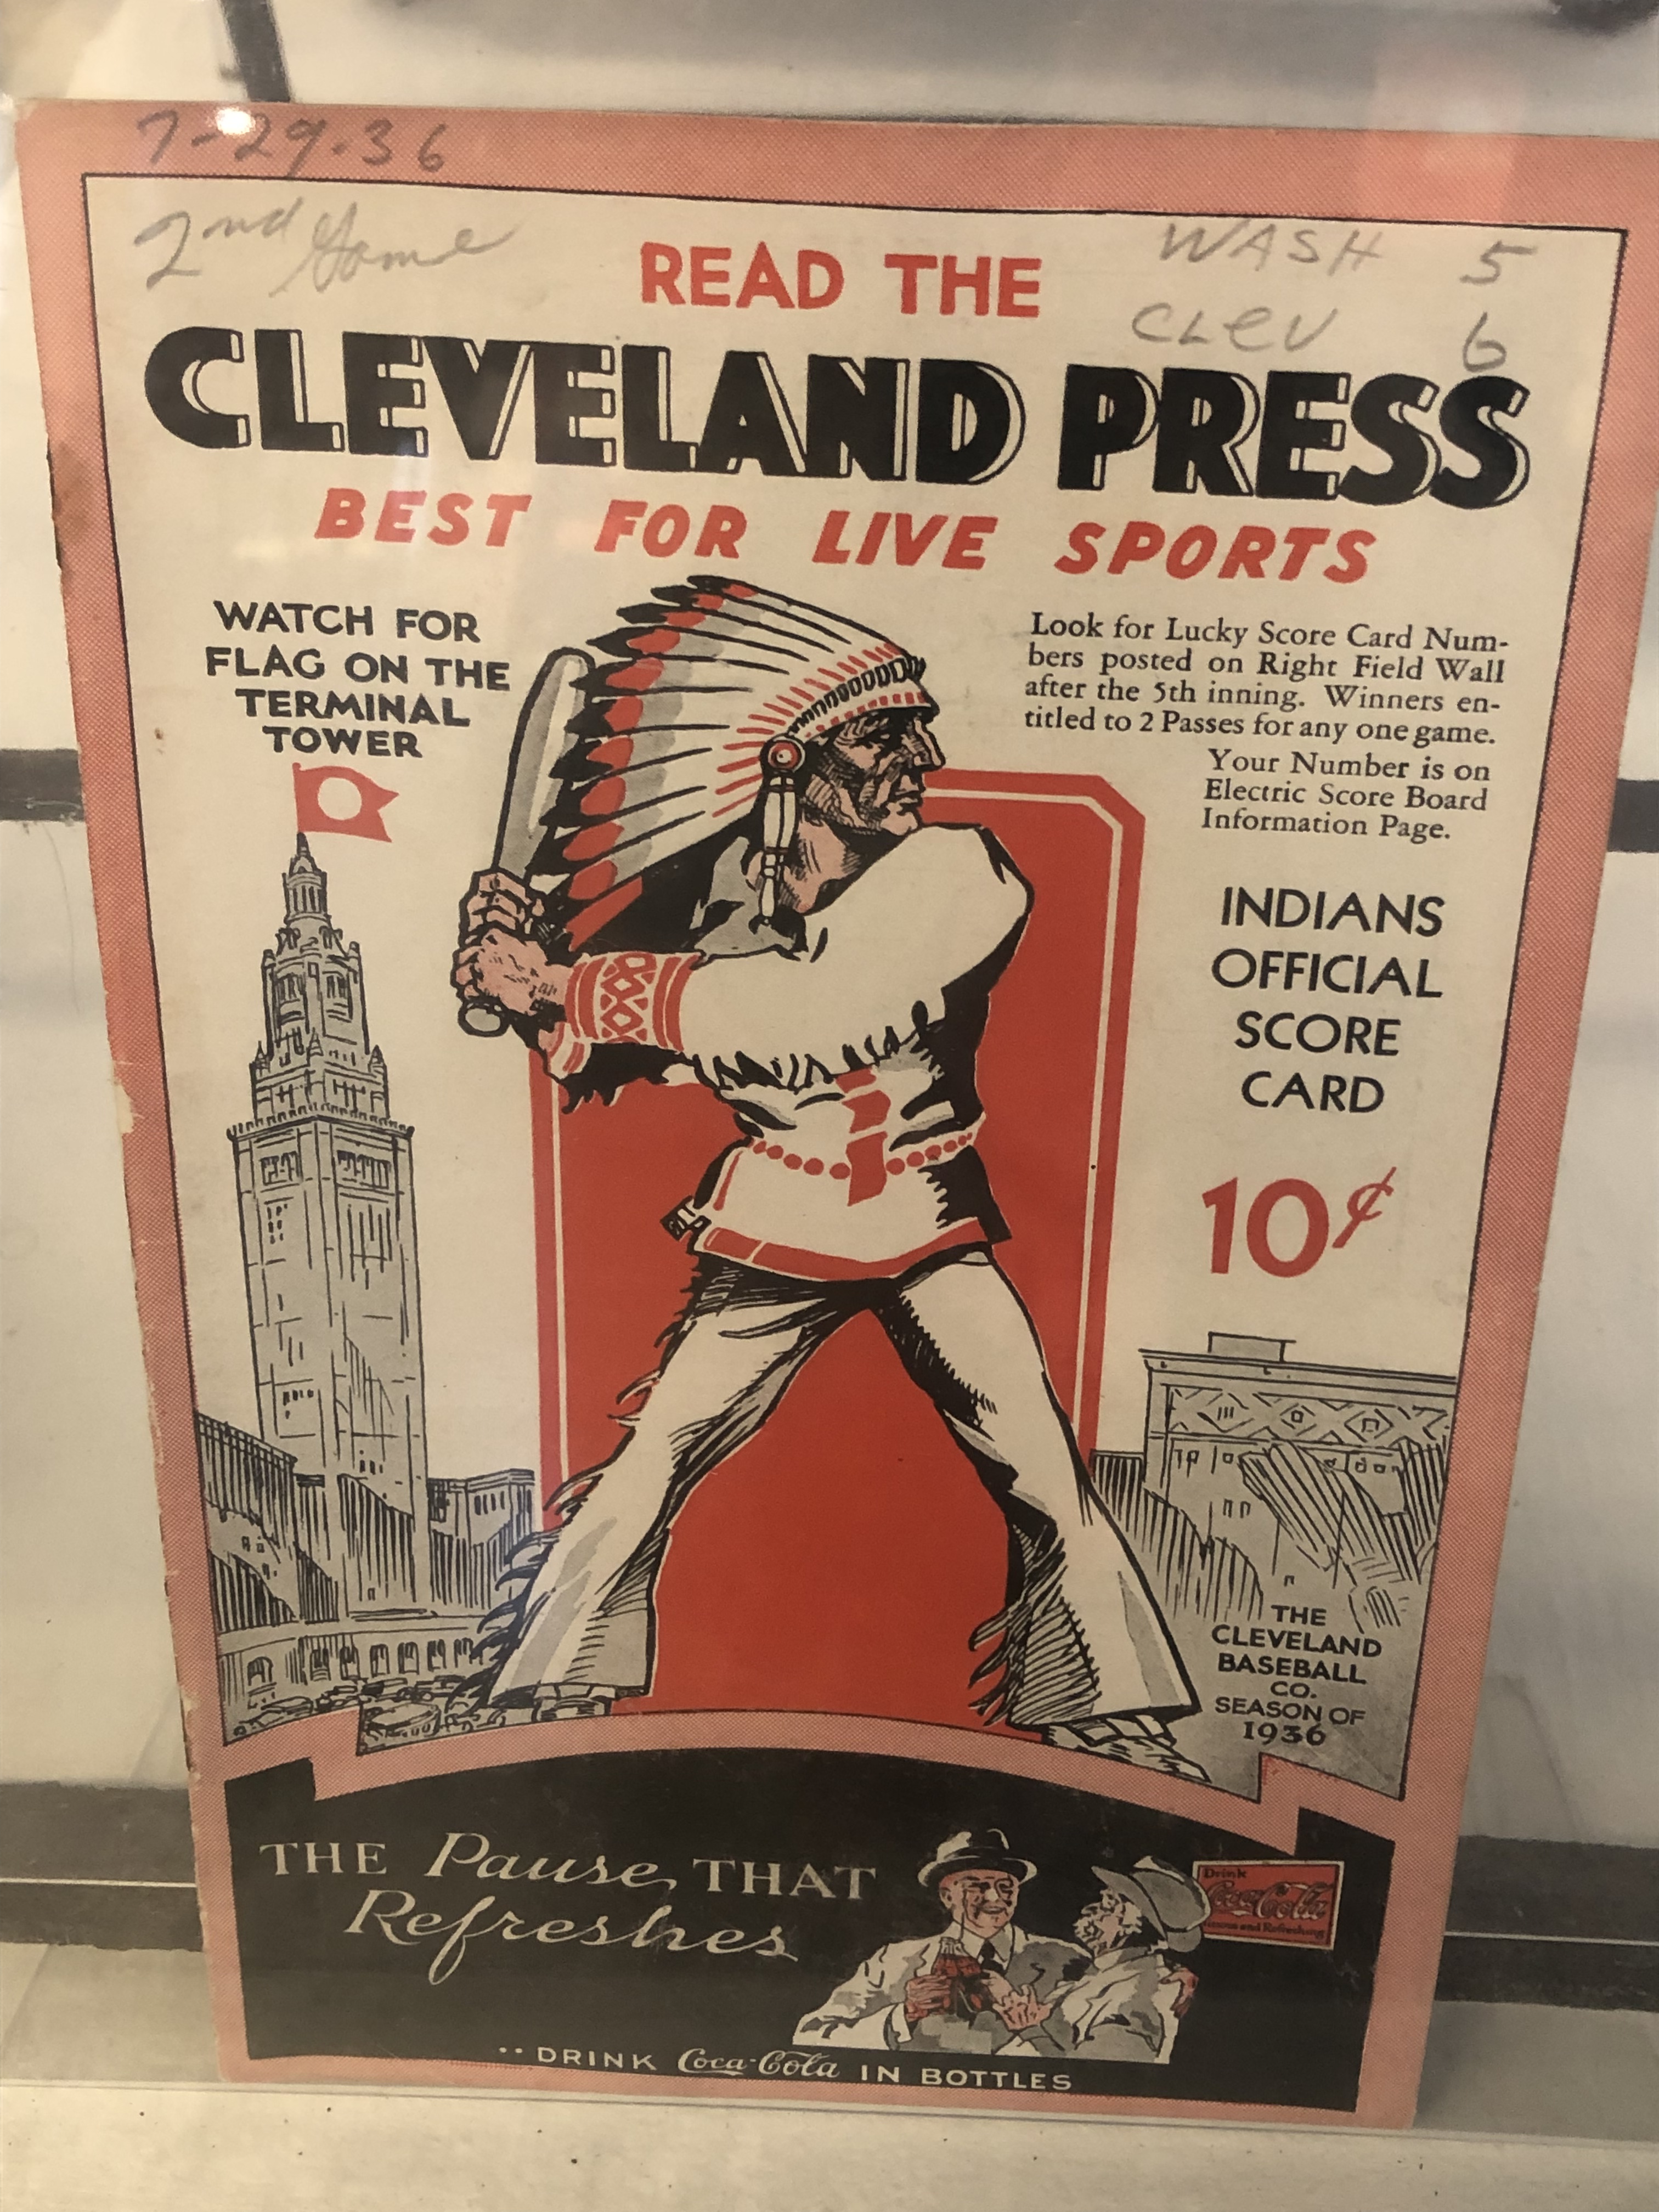 7-29-36
2nd Game
WASH 5
CLEV 6
READ THE
CLEVELAND PRESS
BEST FOR LIVE SPORTS
WATCH FOR
FLAG ON THE
TERMINAL
TOWER
Look for Lucky Score Card Num-
bers posted on Right Field Wall
after the 5th inning. Winners en-
titled to 2 Passes for any one game.
Your Number is on
Electric Score Board
Information Page.
INDIANS
OFFICIAL
SCORE
CARD
10¢
THE
CLEVELAND
BASEBALL
CO.
SEASON OF
1936
THE Pause THAT
Refreshes
Drink
Coca-Cola
and Refreshing
·· DRINK Coca-Cola IN BOTTLES